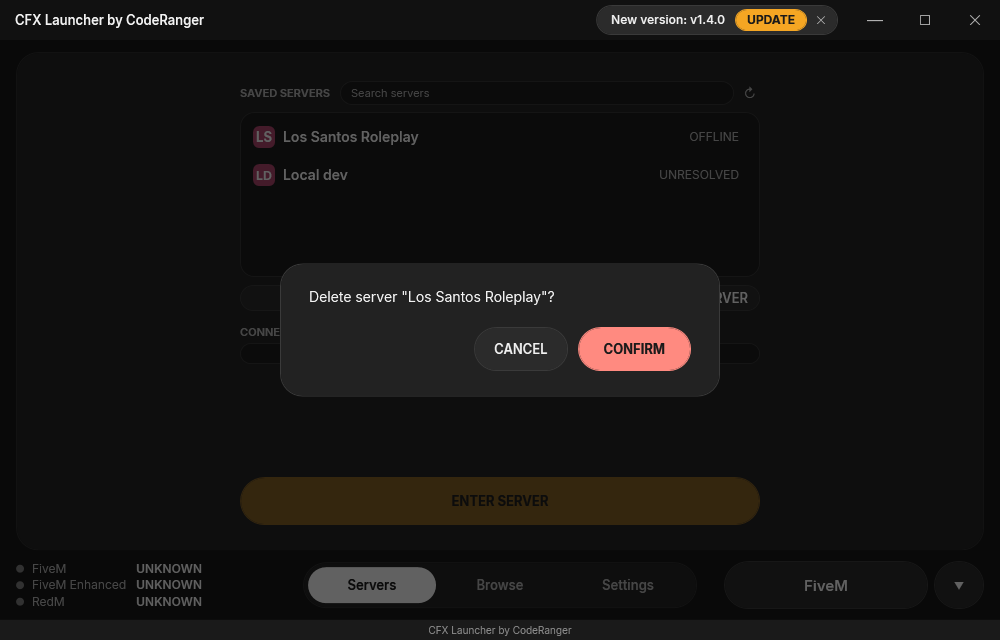 CFX Launcher by CodeRanger
New version: v1.4.0 UPDATE
SAVED SERVERS Search servers
LS Los Santos Roleplay OFFLINE
LD Local dev UNRESOLVED
Delete server "Los Santos Roleplay"?
CANCEL CONFIRM
ENTER SERVER
FiveM UNKNOWN
FiveM Enhanced UNKNOWN
RedM UNKNOWN
Servers Browse Settings
FiveM
CFX Launcher by CodeRanger